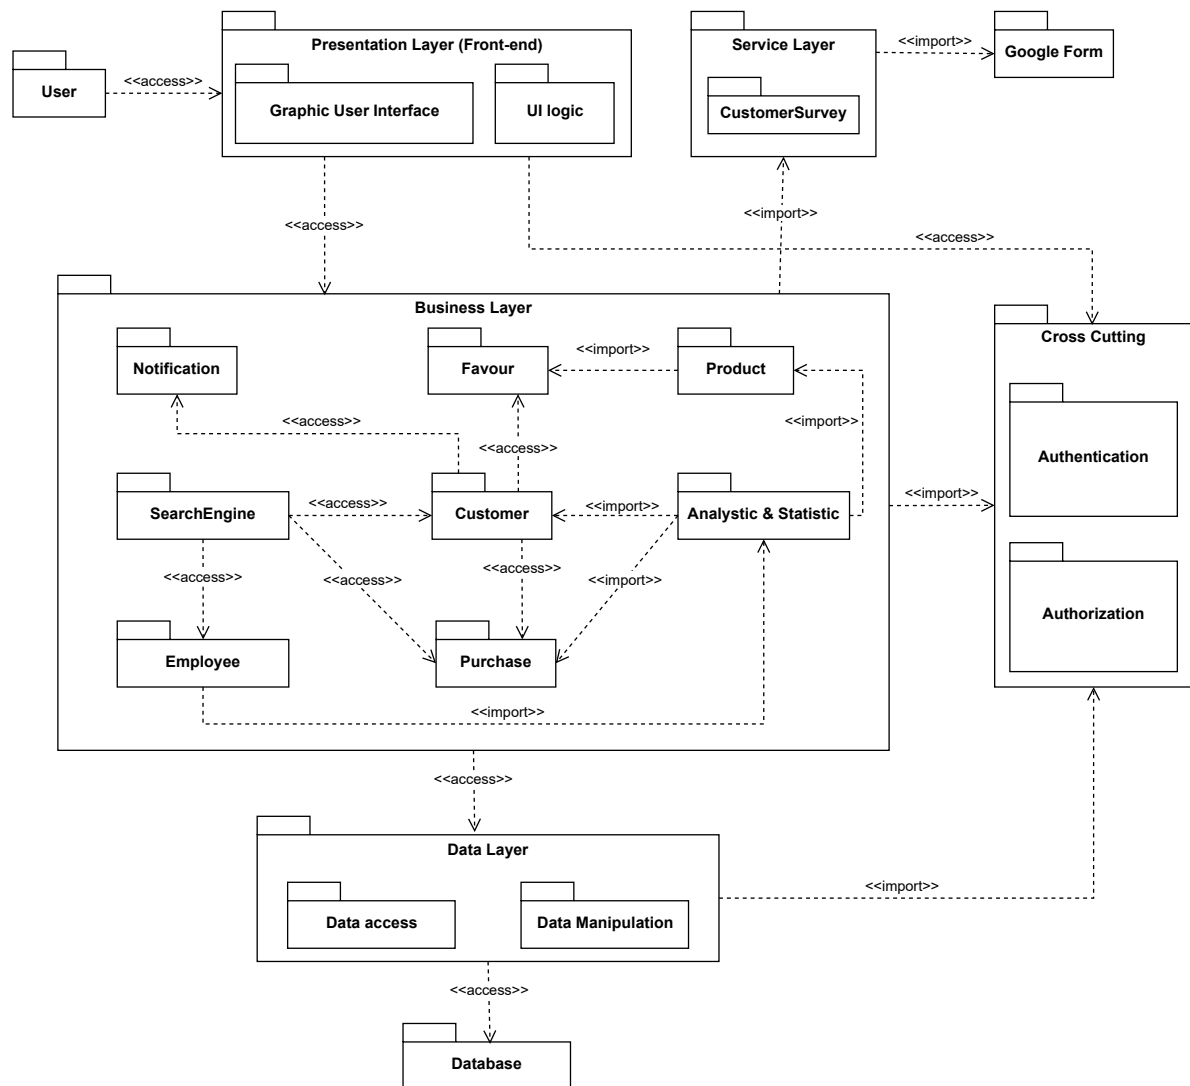 Presentation Layer (Front-end)
Service Layer
<<import>>
Google Form
User
<<access>>
Graphic User Interface
UI logic
CustomerSurvey
<<access>>
<<import>>
<<access>>
Business Layer
Cross Cutting
Notification
Favour
<<import>>
Product
<<access>>
<<access>>
<<import>>
Authentication
SearchEngine
<<access>>
Customer
<<import>>
Analystic & Statistic
<<import>>
<<access>>
<<access>>
<<access>>
<<import>>
Authorization
Employee
Purchase
<<import>>
<<access>>
Data Layer
<<import>>
Data access
Data Manipulation
<<access>>
Database